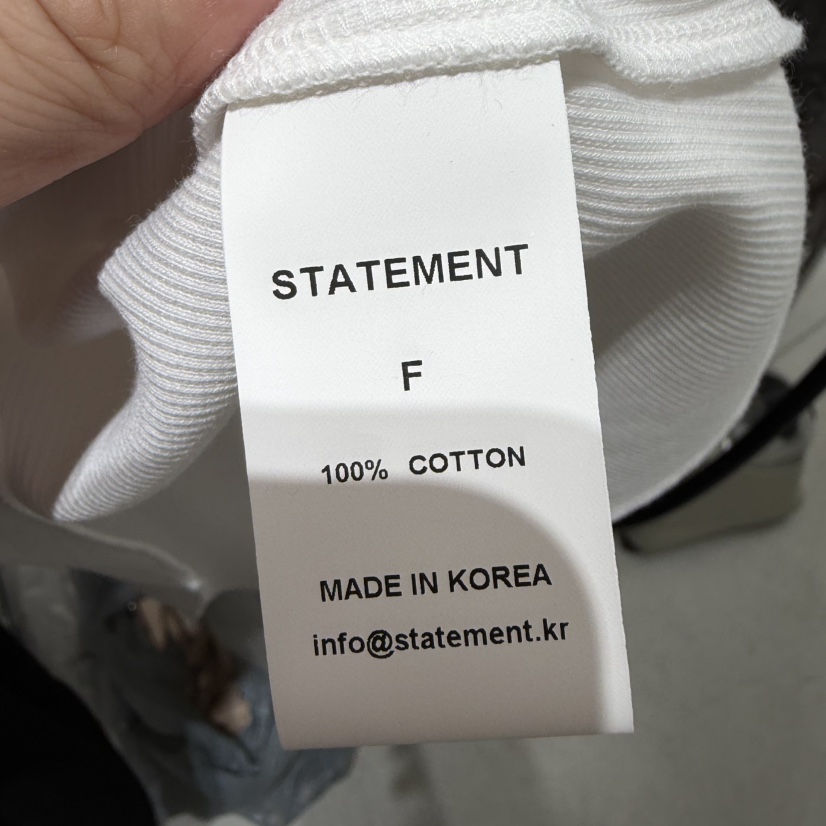 STATEMENT
F
100% COTTON
MADE IN KOREA
info@statement.kr